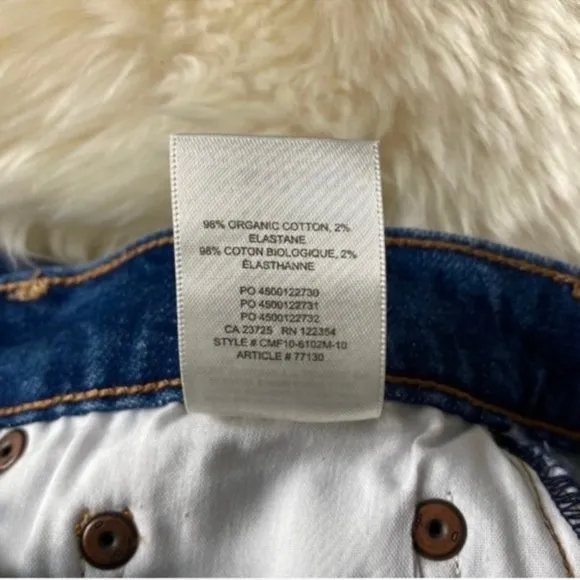 98% ORGANIC COTTON, 2%
ELASTANE
98% COTON BIOLOGIQUE, 2%
ÉLASTHANNE
PO 4500122730
PO 4500122731
PO 4500122732
CA 23725 RN 122354
STYLE # CMF10-6102M-10
ARTICLE # 77130